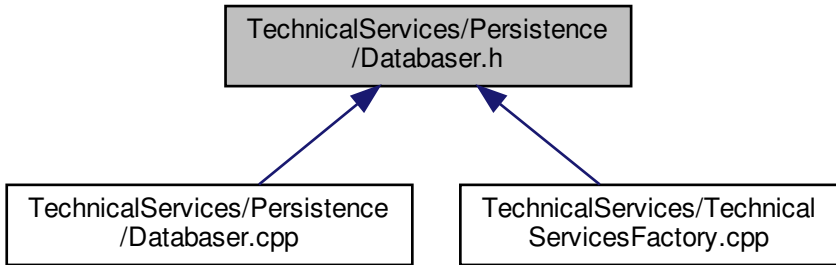 TechnicalServices/Persistence
/Databaser.h
TechnicalServices/Persistence
/Databaser.cpp
TechnicalServices/Technical
ServicesFactory.cpp